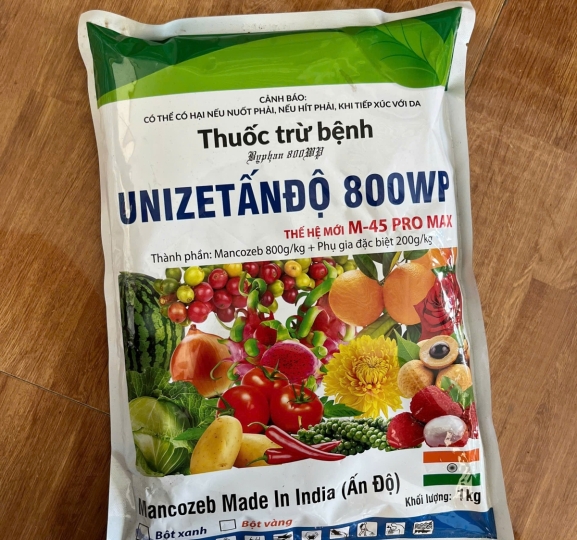 CẢNH BÁO:
CÓ THỂ CÓ HẠI NẾU NUỐT PHẢI, NẾU HÍT PHẢI, KHI TIẾP XÚC VỚI DA
Thuốc trừ bệnh
Byphan 800WP
UNIZETẤNĐỘ 800WP
THẾ HỆ MỚI M-45 PRO MAX
Thành phần: Mancozeb 800g/kg + Phụ gia đặc biệt 200g/kg
Mancozeb Made In India (Ấn Độ)
Khối lượng: 1kg
Bột xanh Bột vàng